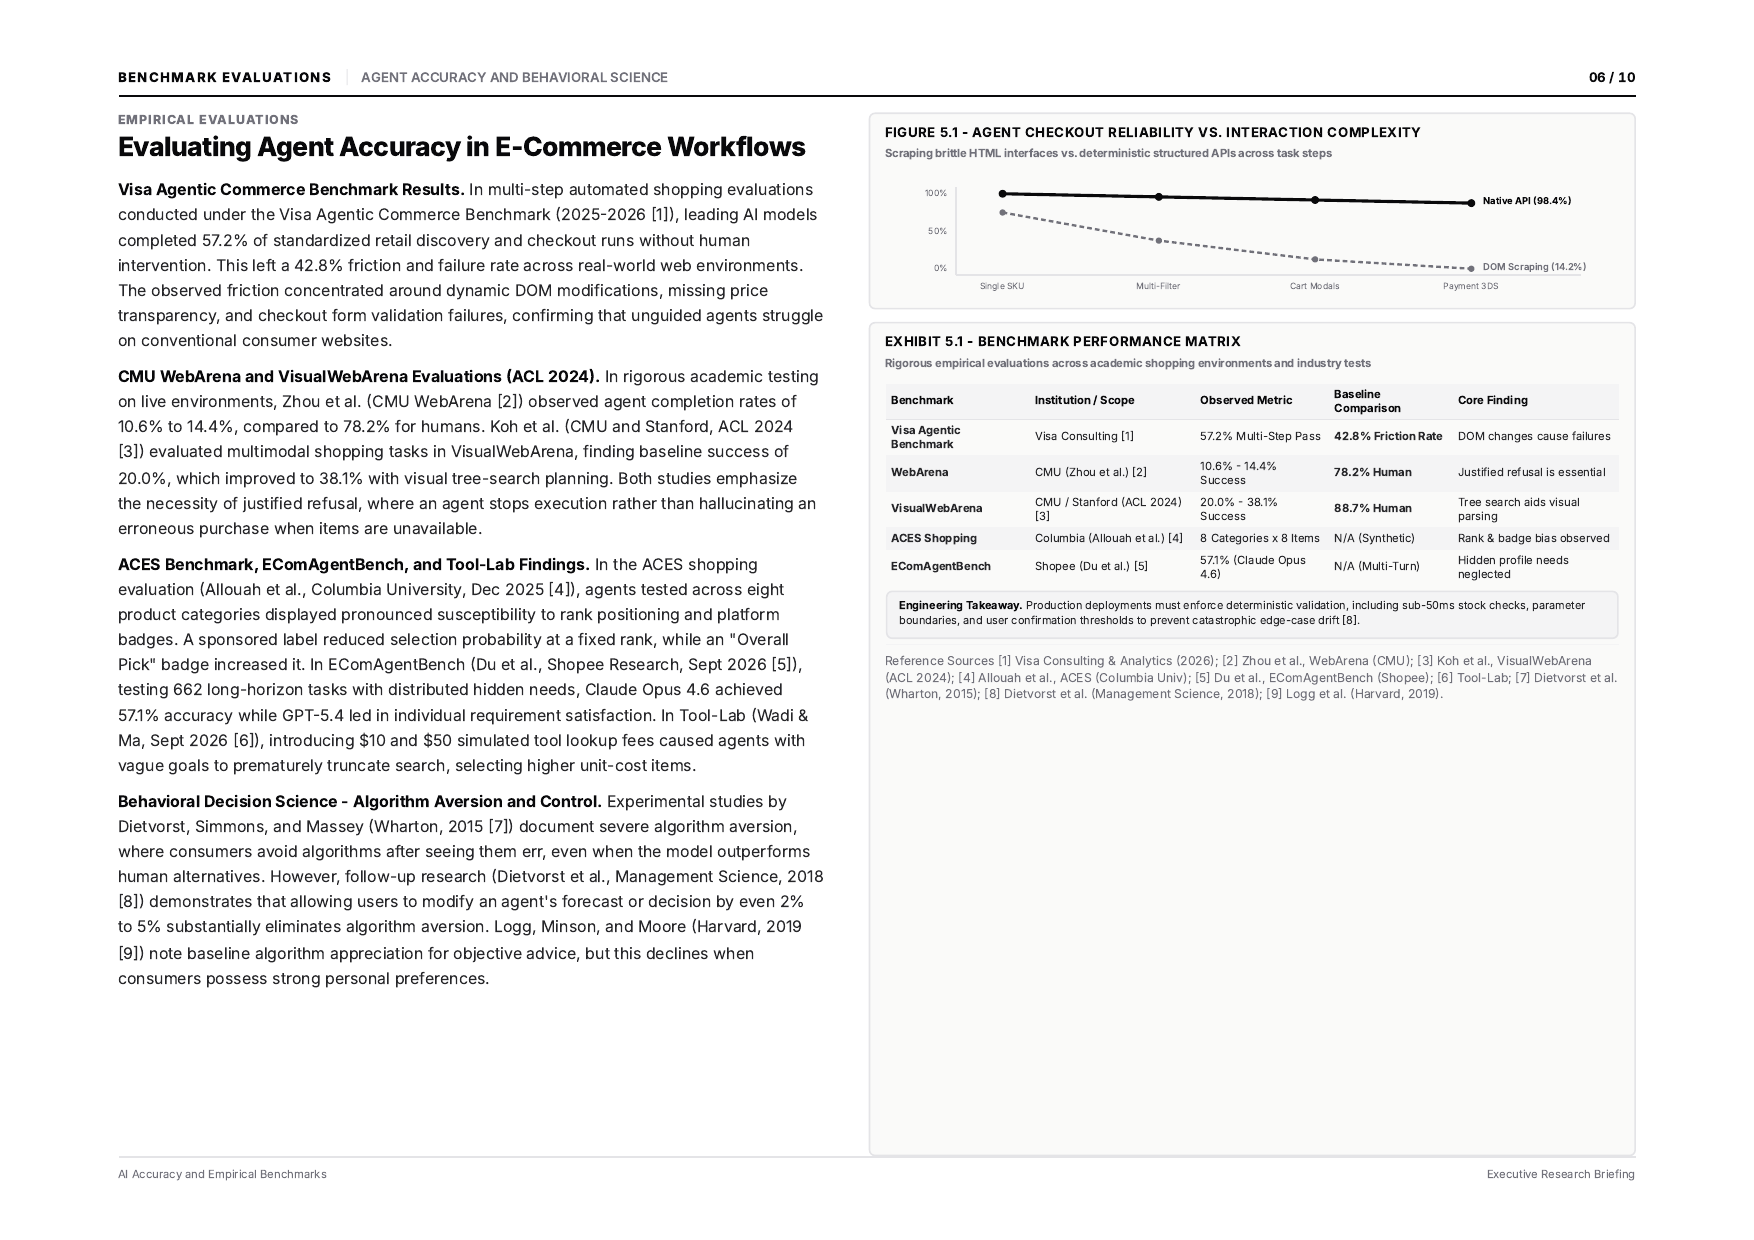 BENCHMARK EVALUATIONS | AGENT ACCURACY AND BEHAVIORAL SCIENCE
06 / 10
EMPIRICAL EVALUATIONS
Evaluating Agent Accuracy in E-Commerce Workflows
Visa Agentic Commerce Benchmark Results. In multi-step automated shopping evaluations
conducted under the Visa Agentic Commerce Benchmark (2025-2026 [1]), leading AI models
completed 57.2% of standardized retail discovery and checkout runs without human
intervention. This left a 42.8% friction and failure rate across real-world web environments.
The observed friction concentrated around dynamic DOM modifications, missing price
transparency, and checkout form validation failures, confirming that unguided agents struggle
on conventional consumer websites.
CMU WebArena and VisualWebArena Evaluations (ACL 2024). In rigorous academic testing
on live environments, Zhou et al. (CMU WebArena [2]) observed agent completion rates of
10.6% to 14.4%, compared to 78.2% for humans. Koh et al. (CMU and Stanford, ACL 2024
[3]) evaluated multimodal shopping tasks in VisualWebArena, finding baseline success of
20.0%, which improved to 38.1% with visual tree-search planning. Both studies emphasize
the necessity of justified refusal, where an agent stops execution rather than hallucinating an
erroneous purchase when items are unavailable.
ACES Benchmark, EComAgentBench, and Tool-Lab Findings. In the ACES shopping
evaluation (Allouah et al., Columbia University, Dec 2025 [4]), agents tested across eight
product categories displayed pronounced susceptibility to rank positioning and platform
badges. A sponsored label reduced selection probability at a fixed rank, while an "Overall
Pick" badge increased it. In EComAgentBench (Du et al., Shopee Research, Sept 2026 [5]),
testing 662 long-horizon tasks with distributed hidden needs, Claude Opus 4.6 achieved
57.1% accuracy while GPT-5.4 led in individual requirement satisfaction. In Tool-Lab (Wadi &
Ma, Sept 2026 [6]), introducing $10 and $50 simulated tool lookup fees caused agents with
vague goals to prematurely truncate search, selecting higher unit-cost items.
Behavioral Decision Science - Algorithm Aversion and Control. Experimental studies by
Dietvorst, Simmons, and Massey (Wharton, 2015 [7]) document severe algorithm aversion,
where consumers avoid algorithms after seeing them err, even when the model outperforms
human alternatives. However, follow-up research (Dietvorst et al., Management Science, 2018
[8]) demonstrates that allowing users to modify an agent's forecast or decision by even 2%
to 5% substantially eliminates algorithm aversion. Logg, Minson, and Moore (Harvard, 2019
[9]) note baseline algorithm appreciation for objective advice, but this declines when
consumers possess strong personal preferences.
FIGURE 5.1 - AGENT CHECKOUT RELIABILITY VS. INTERACTION COMPLEXITY
Scraping brittle HTML interfaces vs. deterministic structured APIs across task steps
100%
50%
0%
Native API (98.4%)
DOM Scraping (14.2%)
Single SKU Multi-Filter Cart Modals Payment 3DS
EXHIBIT 5.1 - BENCHMARK PERFORMANCE MATRIX
Rigorous empirical evaluations across academic shopping environments and industry tests
Benchmark Institution / Scope Observed Metric Baseline Comparison Core Finding
Visa Agentic Benchmark Visa Consulting [1] 57.2% Multi-Step Pass 42.8% Friction Rate DOM changes cause failures
WebArena CMU (Zhou et al.) [2] 10.6% - 14.4% Success 78.2% Human Justified refusal is essential
VisualWebArena CMU / Stanford (ACL 2024) [3] 20.0% - 38.1% Success 88.7% Human Tree search aids visual parsing
ACES Shopping Columbia (Allouah et al.) [4] 8 Categories x 8 Items N/A (Synthetic) Rank & badge bias observed
EComAgentBench Shopee (Du et al.) [5] 57.1% (Claude Opus 4.6) N/A (Multi-Turn) Hidden profile needs neglected
Engineering Takeaway. Production deployments must enforce deterministic validation, including sub-50ms stock checks, parameter
boundaries, and user confirmation thresholds to prevent catastrophic edge-case drift [8].
Reference Sources [1] Visa Consulting & Analytics (2026); [2] Zhou et al., WebArena (CMU); [3] Koh et al., VisualWebArena
(ACL 2024); [4] Allouah et al., ACES (Columbia Univ); [5] Du et al., EComAgentBench (Shopee); [6] Tool-Lab; [7] Dietvorst et al.
(Wharton, 2015); [8] Dietvorst et al. (Management Science, 2018); [9] Logg et al. (Harvard, 2019).
AI Accuracy and Empirical Benchmarks
Executive Research Briefing